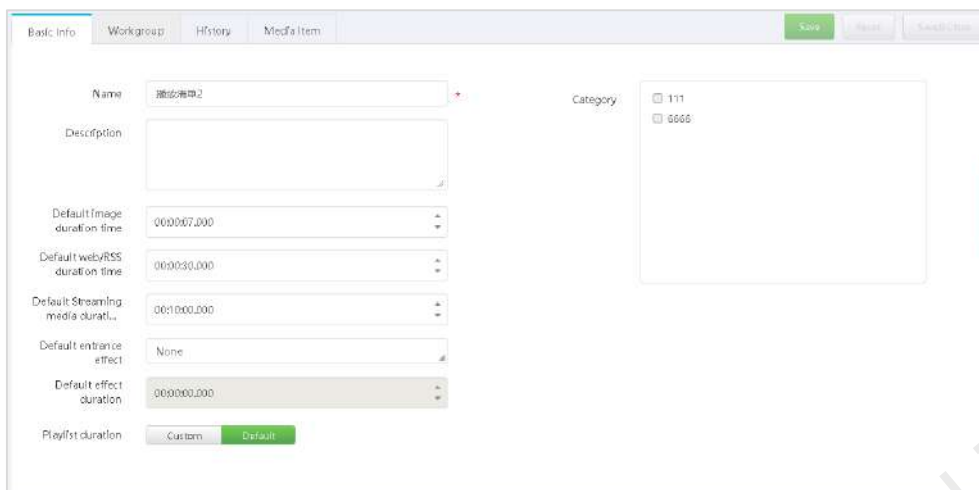 Basic Info
Workgroup
History
Media Item
Save
Reset
Save&Close
Name
播放清单2
*
Category
111
6666
Description
Default image
duration time
00:00:07.000
Default web/RSS
duration time
00:00:30.000
Default Streaming
media durati...
00:10:00.000
Default entrance
effect
None
Default effect
duration
00:00:00.000
Playlist duration
Custom
Default